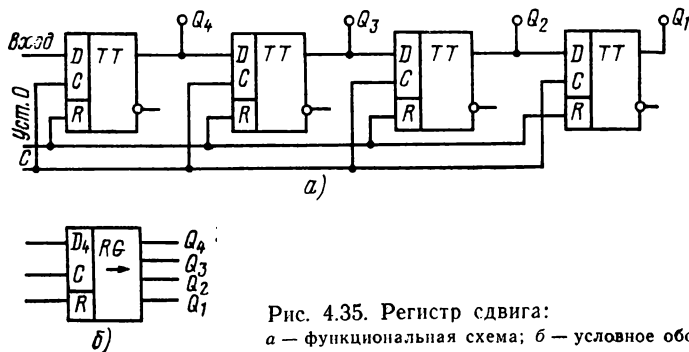 Q₄ Q₃ Q₂ Q₁
Вход
D TT D TT D TT D TT
C C C C
R R R R
Уст. 0
C
а)
D₄ RG Q₄
Q₃
C Q₂
R Q₁
б)
Рис. 4.35. Регистр сдвига:
а — функциональная схема; б — условное